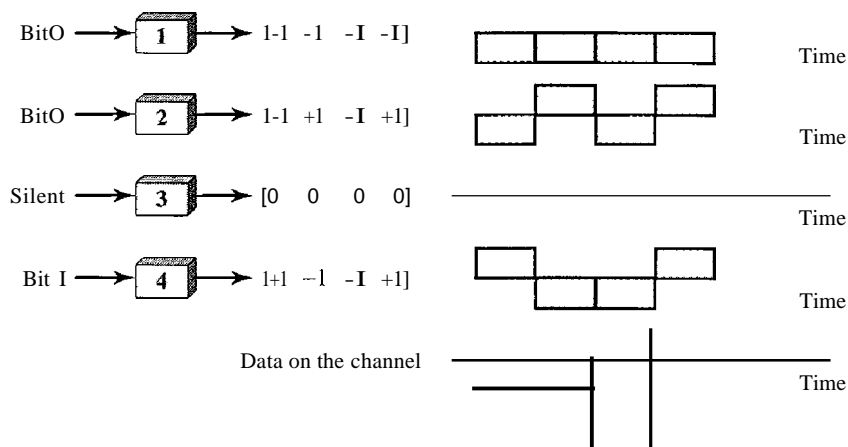 BitO 1 1-1 -1 -I -I] Time
BitO 2 1-1 +1 -I +1] Time
Silent 3 [0 0 0 0] Time
Bit I 4 1+1 -1 -I +1] Time
Data on the channel Time